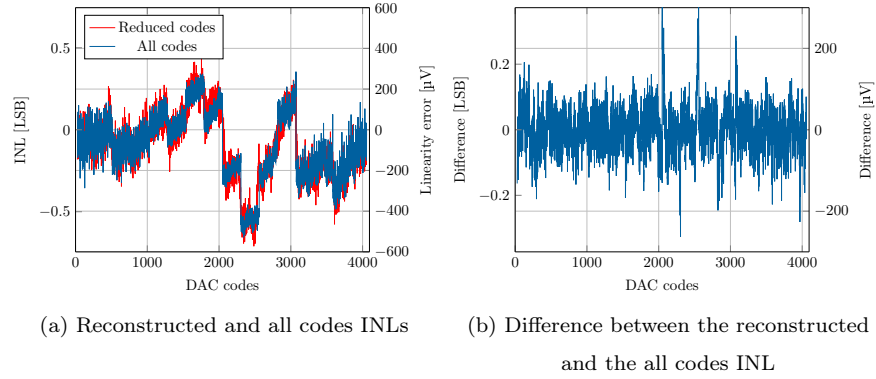 Reduced codes
All codes
0.5
0
−0.5
INL [LSB]
600
400
200
0
−200
−400
−600
Linearity error [µV]
0
1000
2000
3000
4000
DAC codes
(a) Reconstructed and all codes INLs
0.2
0
−0.2
Difference [LSB]
200
0
−200
Difference [µV]
0
1000
2000
3000
4000
DAC codes
(b) Difference between the reconstructed
and the all codes INL